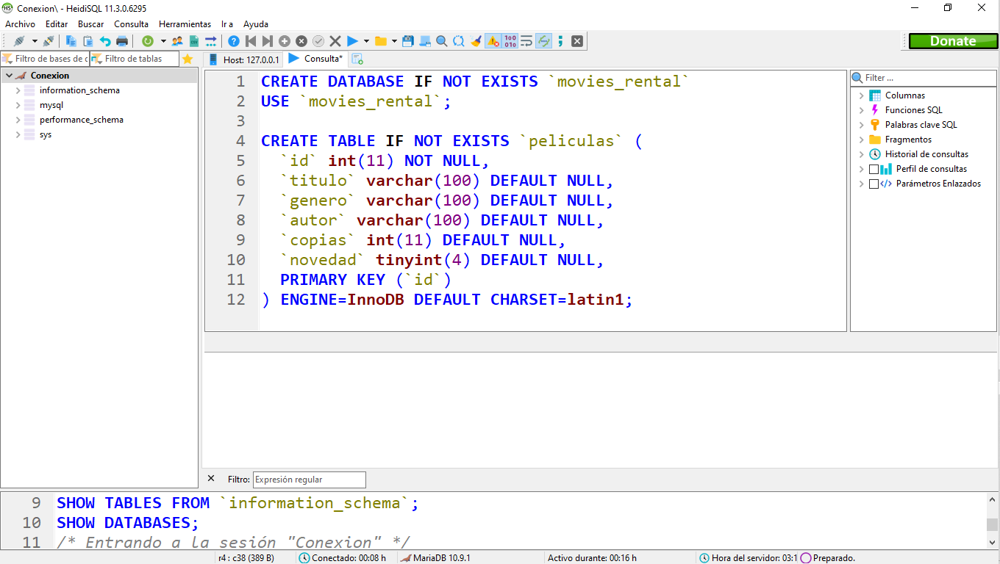 Conexion\ - HeidiSQL 11.3.0.6295
Archivo Editar Buscar Consulta Herramientas Ir a Ayuda
Donate
Filtro de bases de d Filtro de tablas
Host: 127.0.0.1 Consulta*
Conexion
information_schema
mysql
performance_schema
sys
1 CREATE DATABASE IF NOT EXISTS `movies_rental`
2 USE `movies_rental`;
3
4 CREATE TABLE IF NOT EXISTS `peliculas` (
5 `id` int(11) NOT NULL,
6 `titulo` varchar(100) DEFAULT NULL,
7 `genero` varchar(100) DEFAULT NULL,
8 `autor` varchar(100) DEFAULT NULL,
9 `copias` int(11) DEFAULT NULL,
10 `novedad` tinyint(4) DEFAULT NULL,
11 PRIMARY KEY (`id`)
12 ) ENGINE=InnoDB DEFAULT CHARSET=latin1;
Filter ...
Columnas
Funciones SQL
Palabras clave SQL
Fragmentos
Historial de consultas
Perfil de consultas
Parámetros Enlazados
Filtro: Expresión regular
9 SHOW TABLES FROM `information_schema`;
10 SHOW DATABASES;
11 /* Entrando a la sesión "Conexion" */
r4 : c38 (389 B) Conectado: 00:08 h MariaDB 10.9.1 Activo durante: 00:16 h Hora del servidor: 03:1 Preparado.